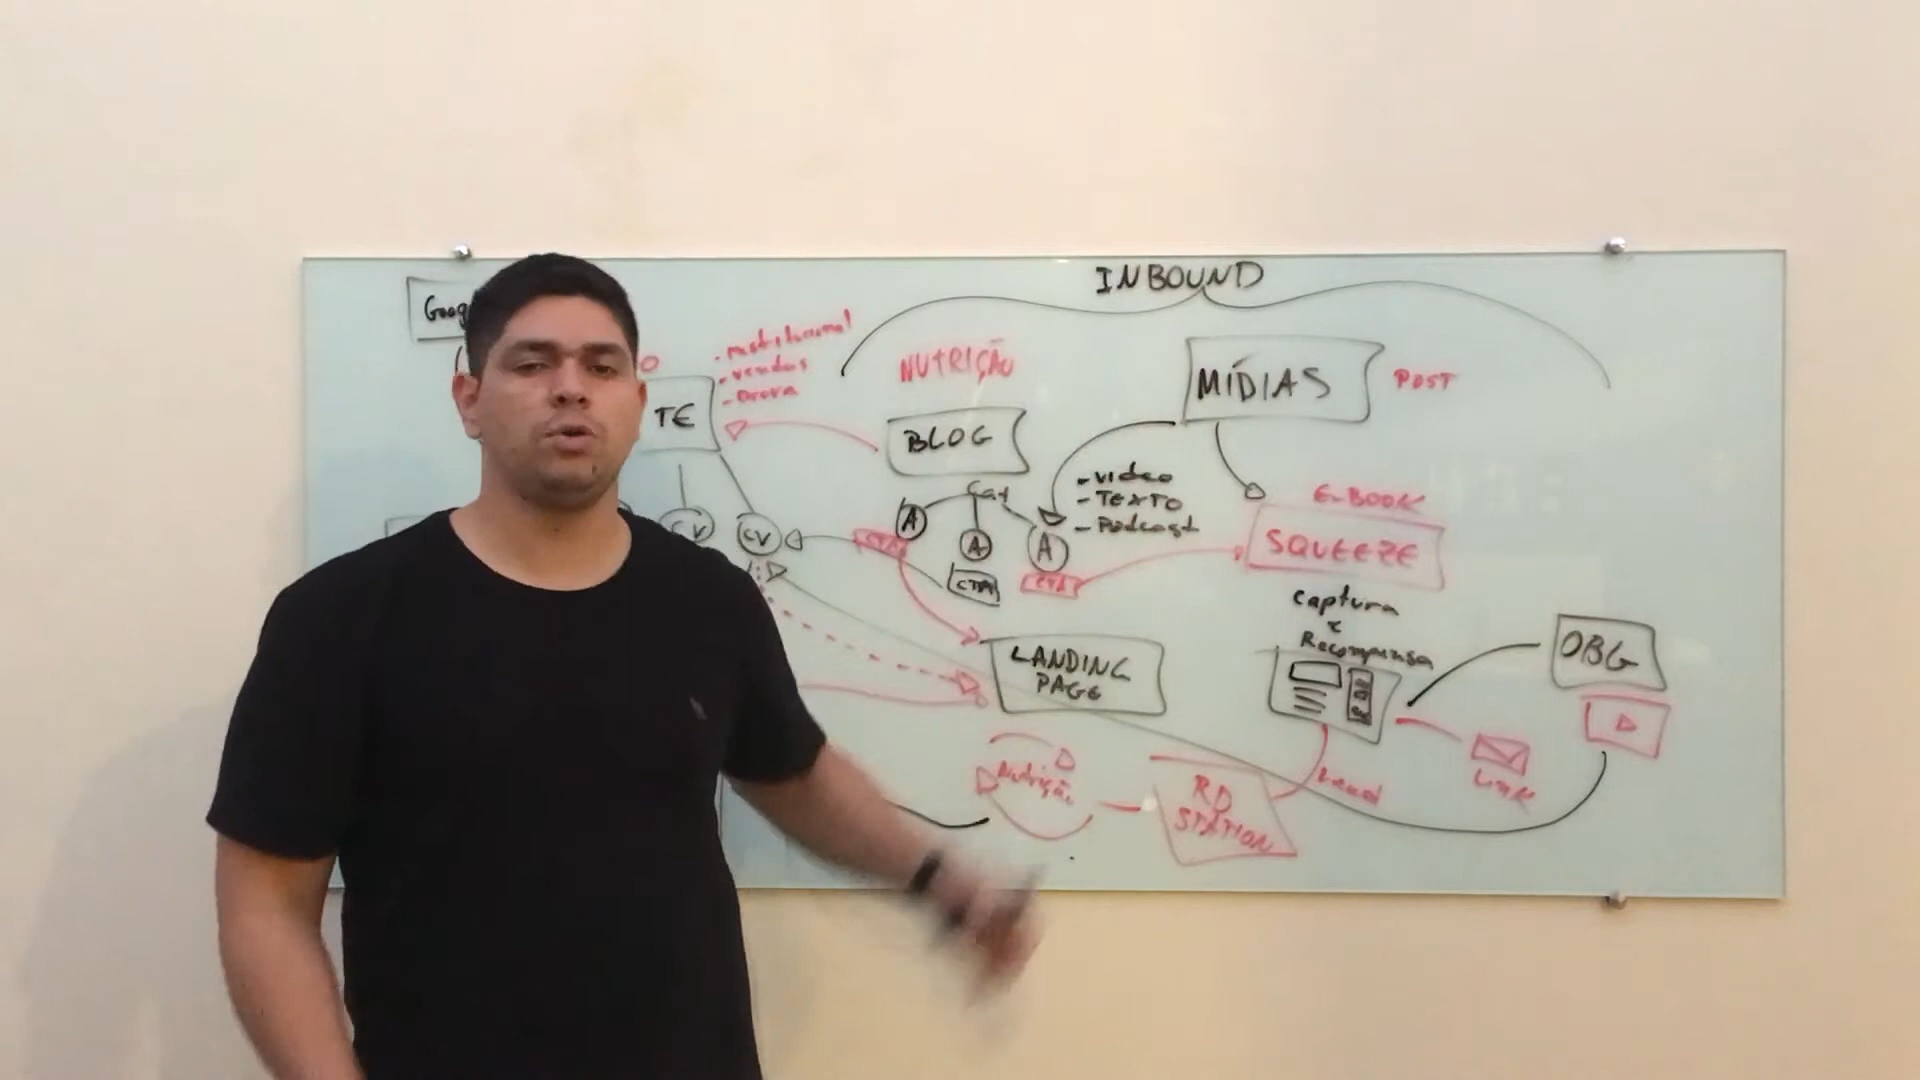 INBOUND
Goog
- vendas
- Prova
NUTRIÇÃO
MÍDIAS
POST
TE
BLOG
Cat
- video
- TEXTO
- Podcast
E-BOOK
SQUEEZE
CV
CV
A
A
A
CTA
CTA
CTA
captura
e
Recompensa
OBG
LANDING
PAGE
Nutrição
RD
STATION
Lead
Link